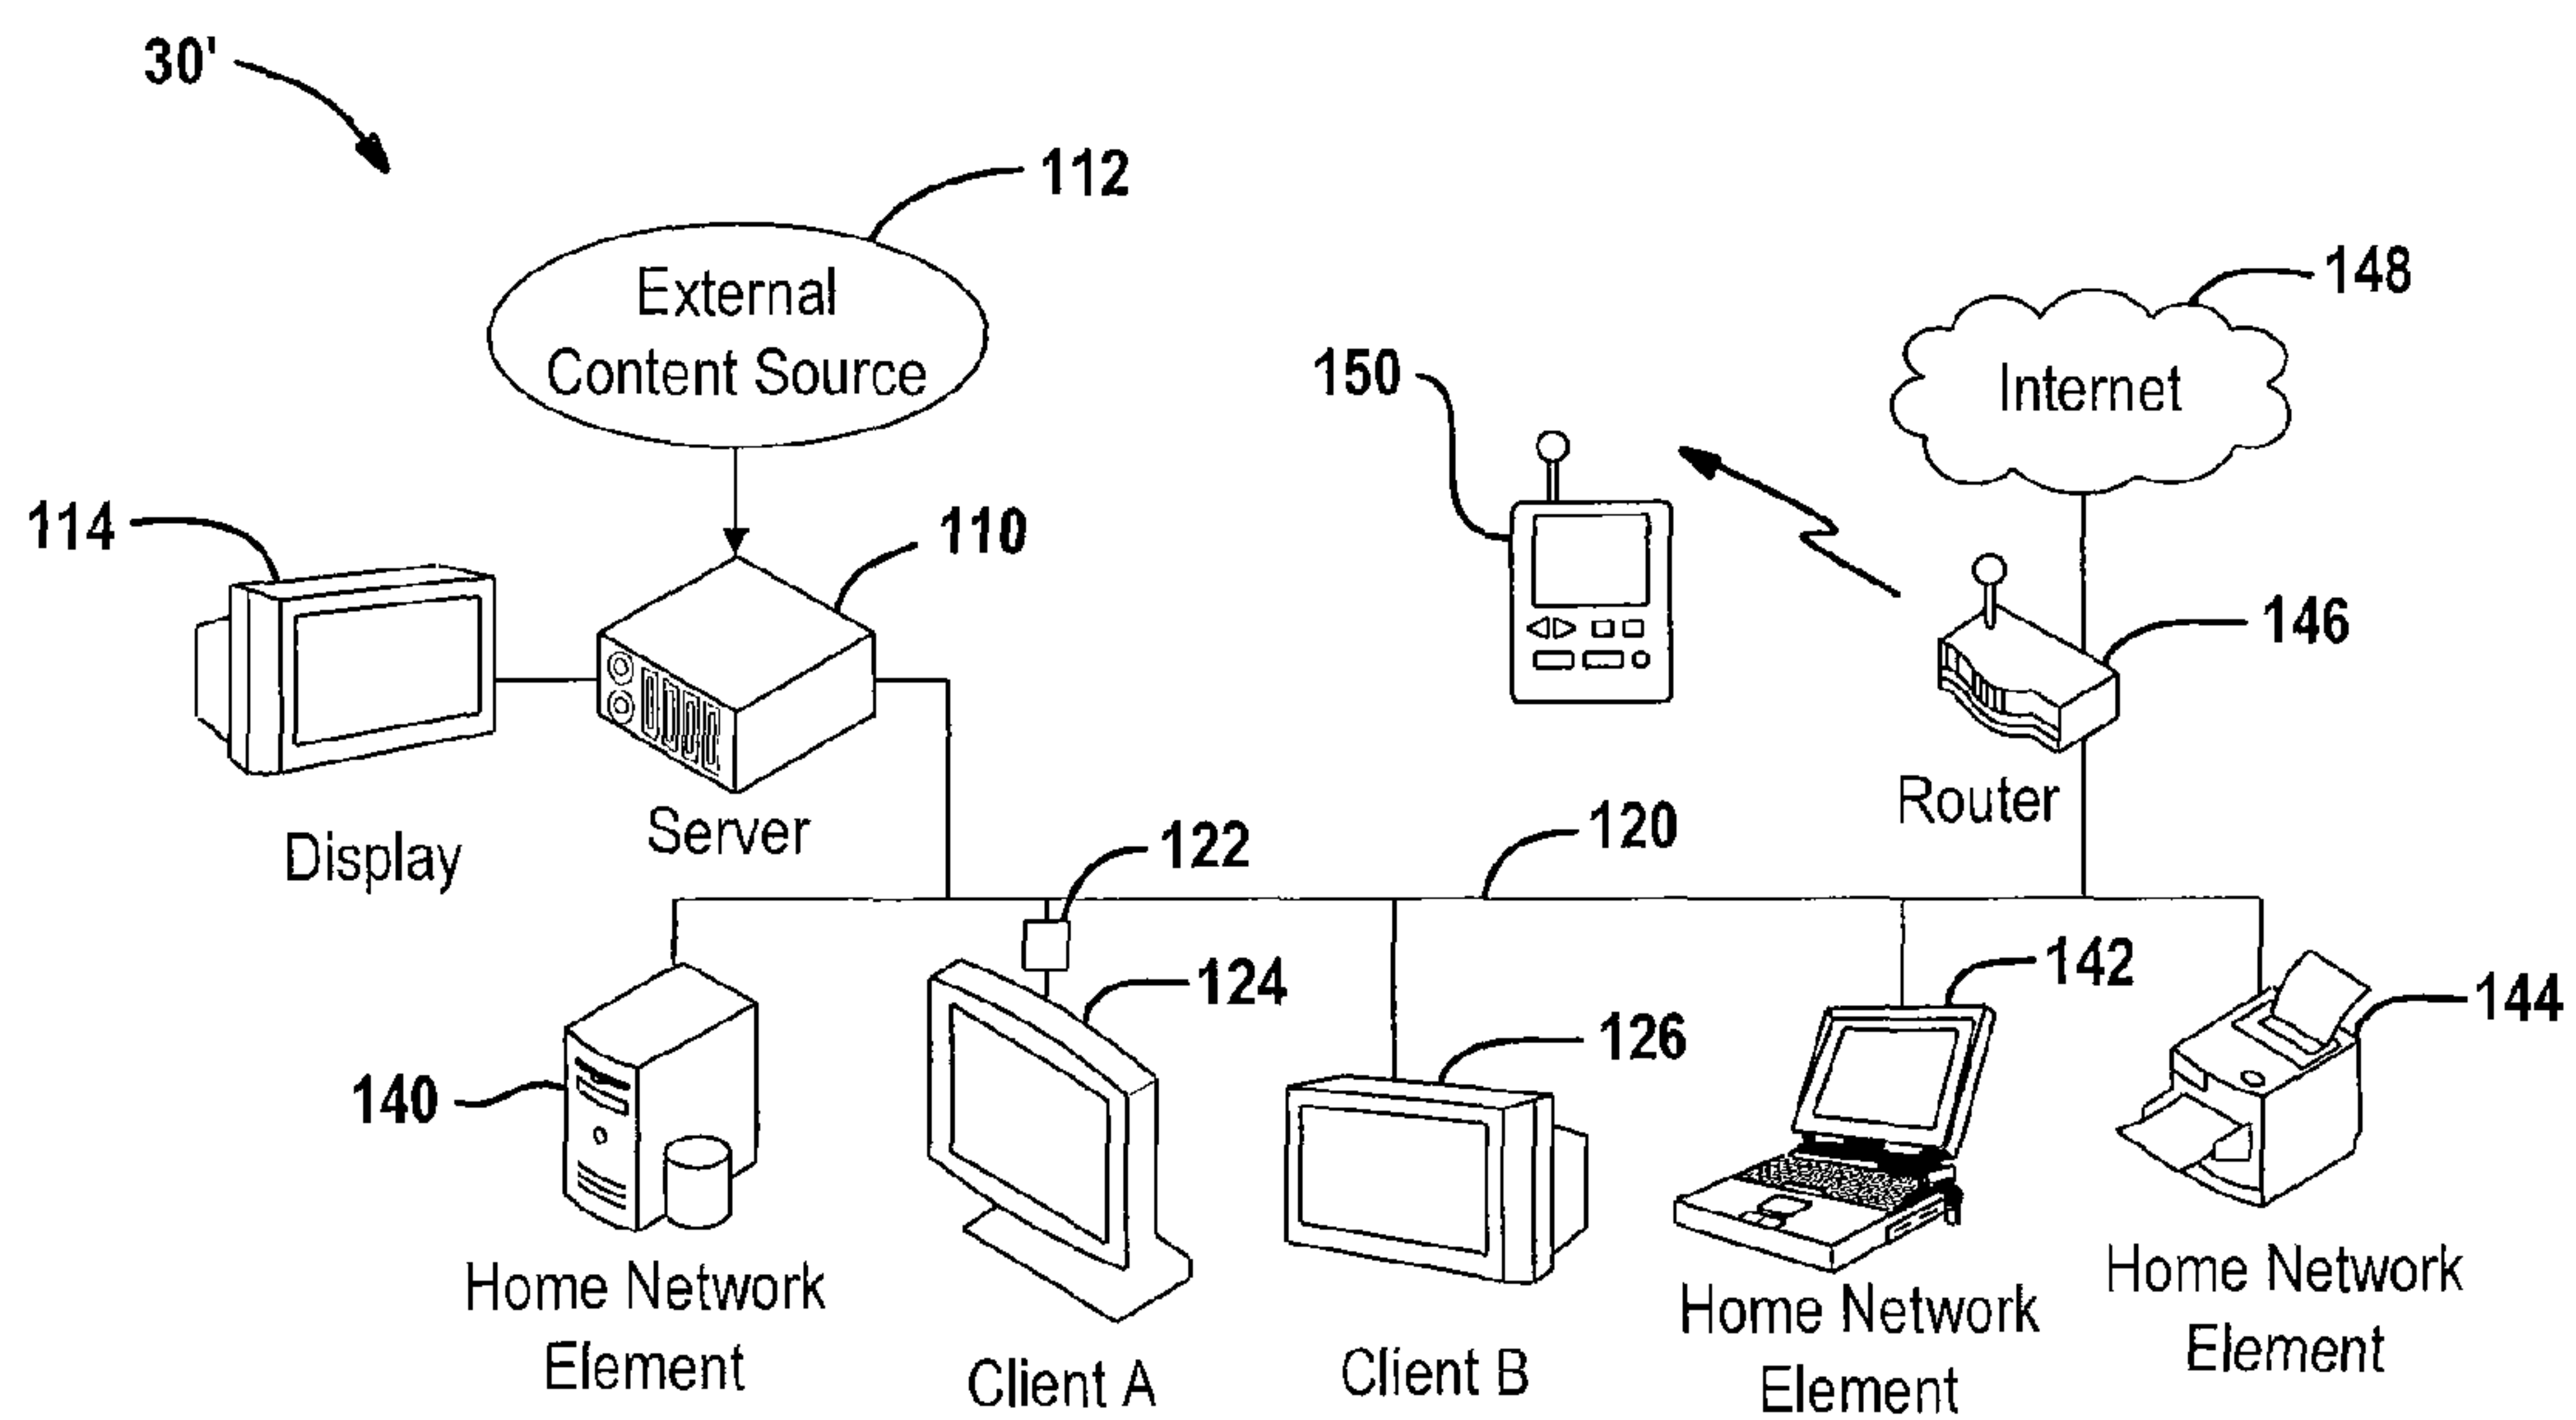 30'
112
External
Content Source
148
Internet
150
114
110
146
Router
Server
Display
122
120
124
142
144
126
140
Home Network
Element
Client A
Client B
Home Network
Element
Home Network
Element